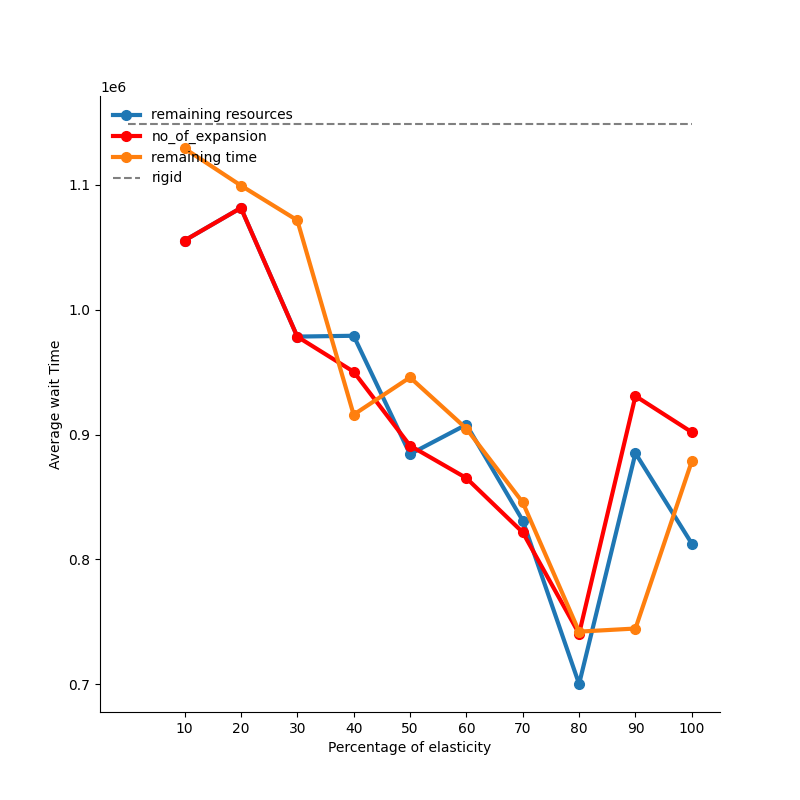 1e6
remaining resources
no_of_expansion
remaining time
rigid
1.1
1.0
0.9
0.8
0.7
Average wait Time
10 20 30 40 50 60 70 80 90 100
Percentage of elasticity